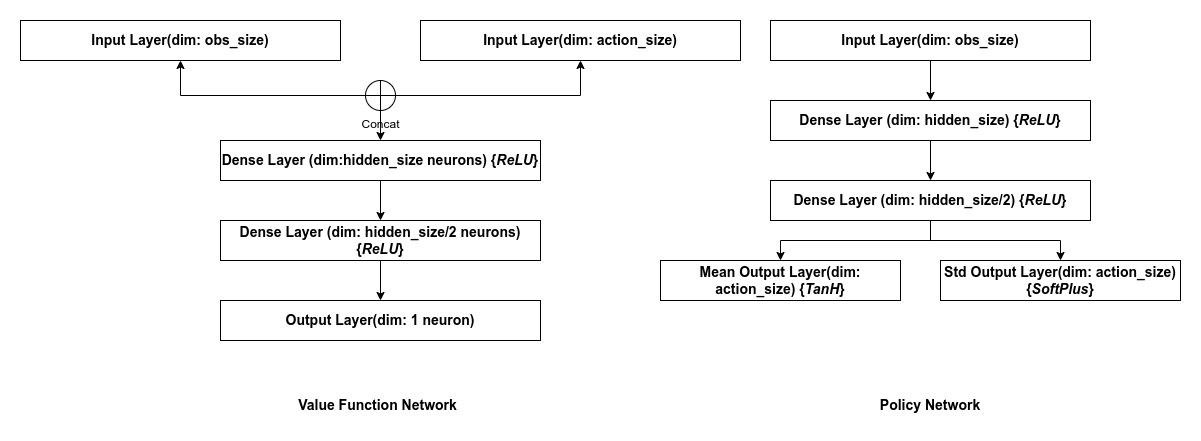 Input Layer(dim: obs_size)
Input Layer(dim: action_size)
Concat
Dense Layer (dim:hidden_size neurons) {ReLU}
Dense Layer (dim: hidden_size/2 neurons)
{ReLU}
Output Layer(dim: 1 neuron)
Value Function Network
Input Layer(dim: obs_size)
Dense Layer (dim: hidden_size) {ReLU}
Dense Layer (dim: hidden_size/2) {ReLU}
Mean Output Layer(dim:
action_size) {TanH}
Std Output Layer(dim: action_size)
{SoftPlus}
Policy Network